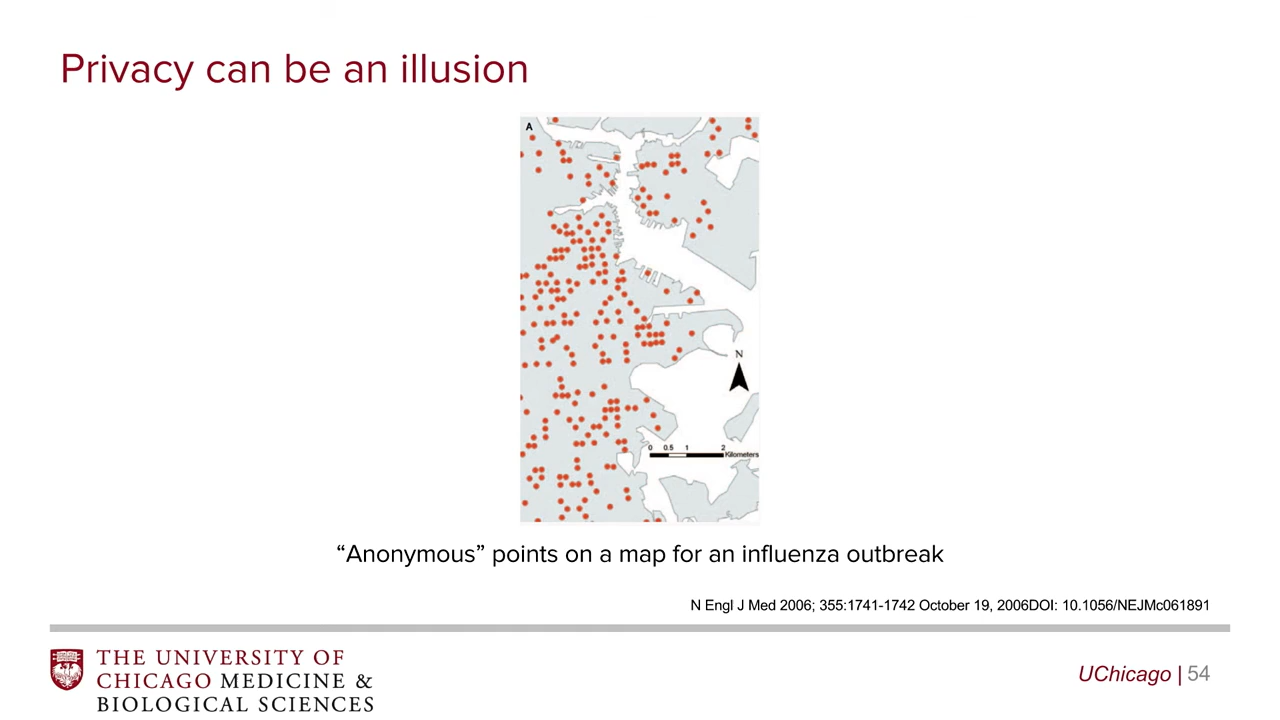 Privacy can be an illusion
A
N
0 0.5 1 2
Kilometers
“Anonymous” points on a map for an influenza outbreak
N Engl J Med 2006; 355:1741-1742 October 19, 2006DOI: 10.1056/NEJMc061891
THE UNIVERSITY OF
CHICAGO MEDICINE &
BIOLOGICAL SCIENCES
UChicago | 54